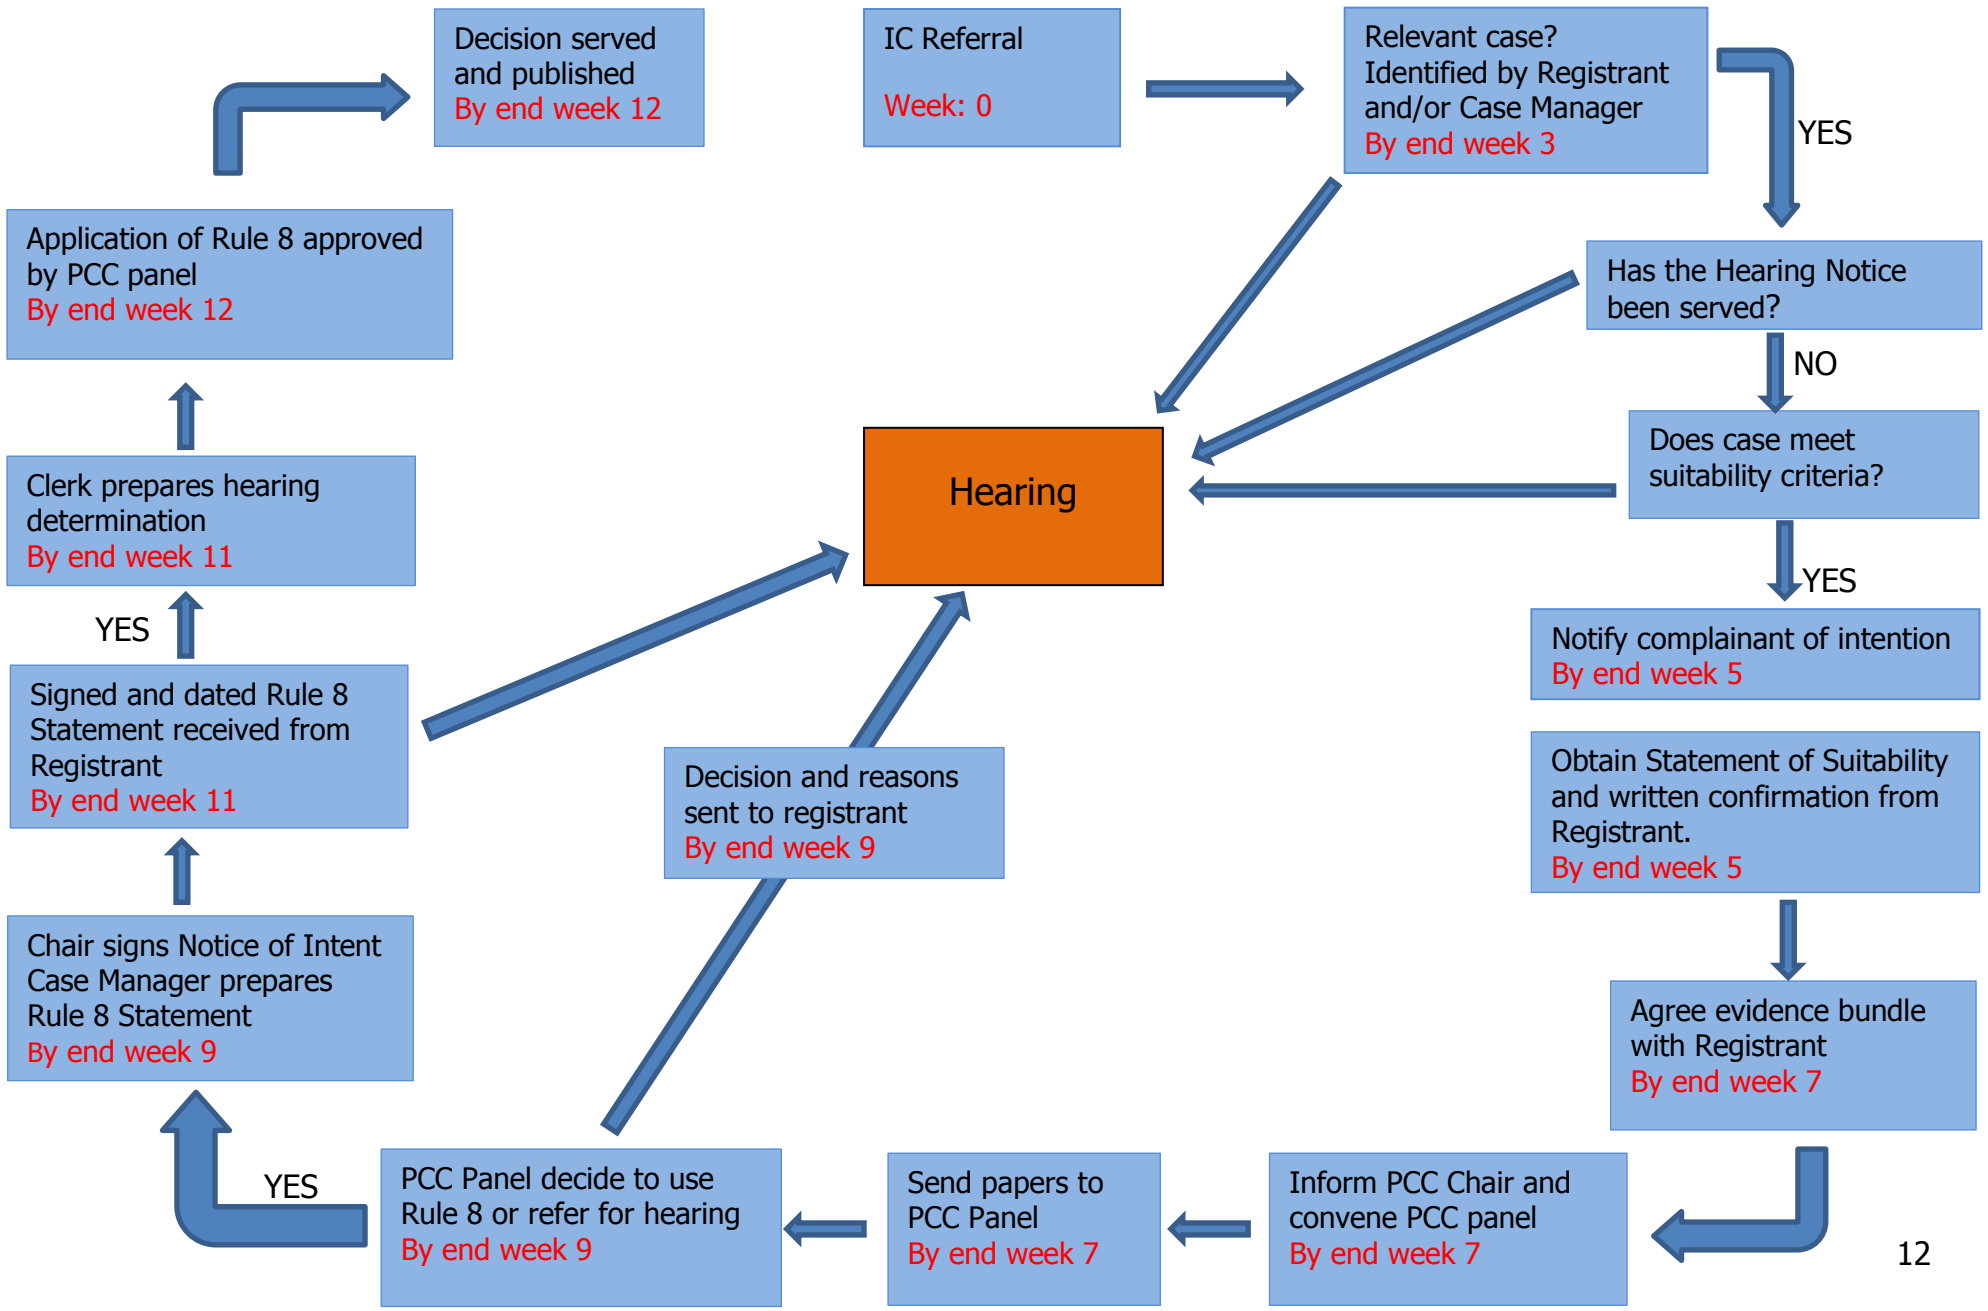 IC Referral
Week: 0
Relevant case?
Identified by Registrant
and/or Case Manager
By end week 3
YES
Has the Hearing Notice
been served?
NO
Does case meet
suitability criteria?
YES
Notify complainant of intention
By end week 5
Obtain Statement of Suitability
and written confirmation from
Registrant.
By end week 5
Agree evidence bundle
with Registrant
By end week 7
Inform PCC Chair and
convene PCC panel
By end week 7
Send papers to
PCC Panel
By end week 7
PCC Panel decide to use
Rule 8 or refer for hearing
By end week 9
YES
Decision and reasons
sent to registrant
By end week 9
Hearing
Chair signs Notice of Intent
Case Manager prepares
Rule 8 Statement
By end week 9
Signed and dated Rule 8
Statement received from
Registrant
By end week 11
YES
Clerk prepares hearing
determination
By end week 11
Application of Rule 8 approved
by PCC panel
By end week 12
Decision served
and published
By end week 12
12